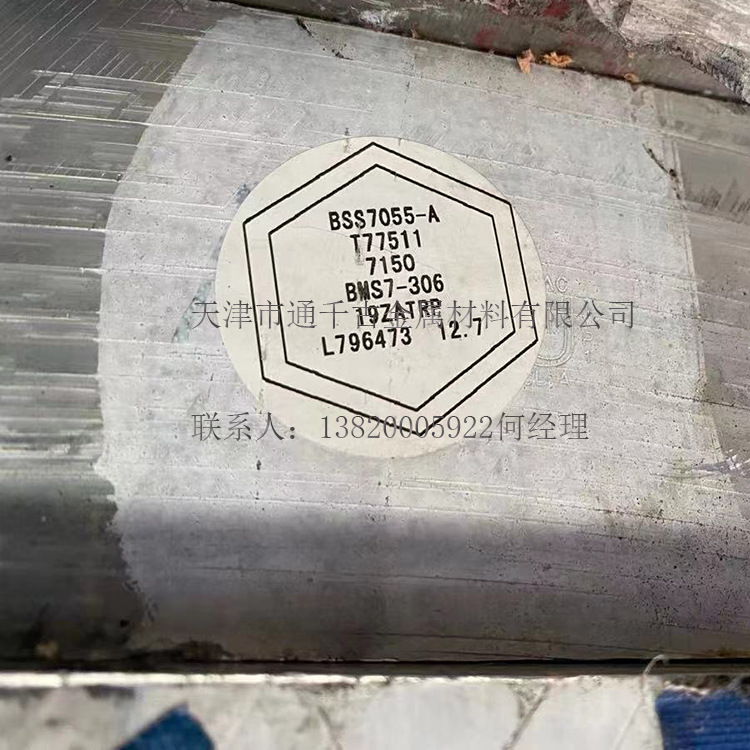 BSS7055-A
T77511
7150
BMS7-306
19ZATRP
天津市通千古金属材料有限公司
L796473 12.7
联系人：13820005922何经理